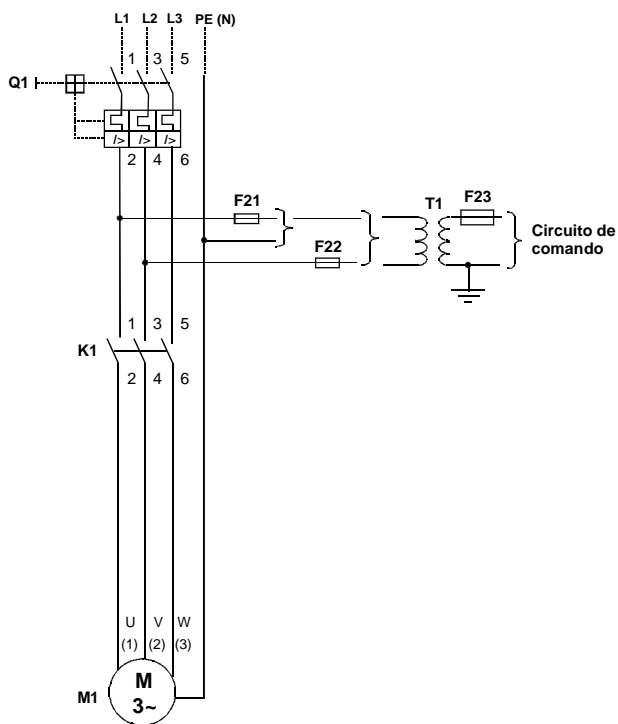 L1 L2 L3 PE (N)
1 3 5
Q1
I> I> I>
2 4 6
F21
T1
F23
F22
Circuito de
comando
1 3 5
K1
2 4 6
U V W
(1) (2) (3)
M1
M
3~